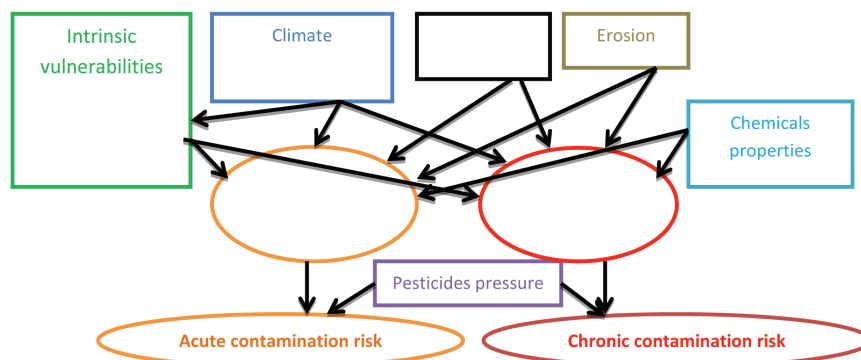 Intrinsic
vulnerabilities
Climate
Erosion
Chemicals
properties
Pesticides pressure
Acute contamination risk
Chronic contamination risk